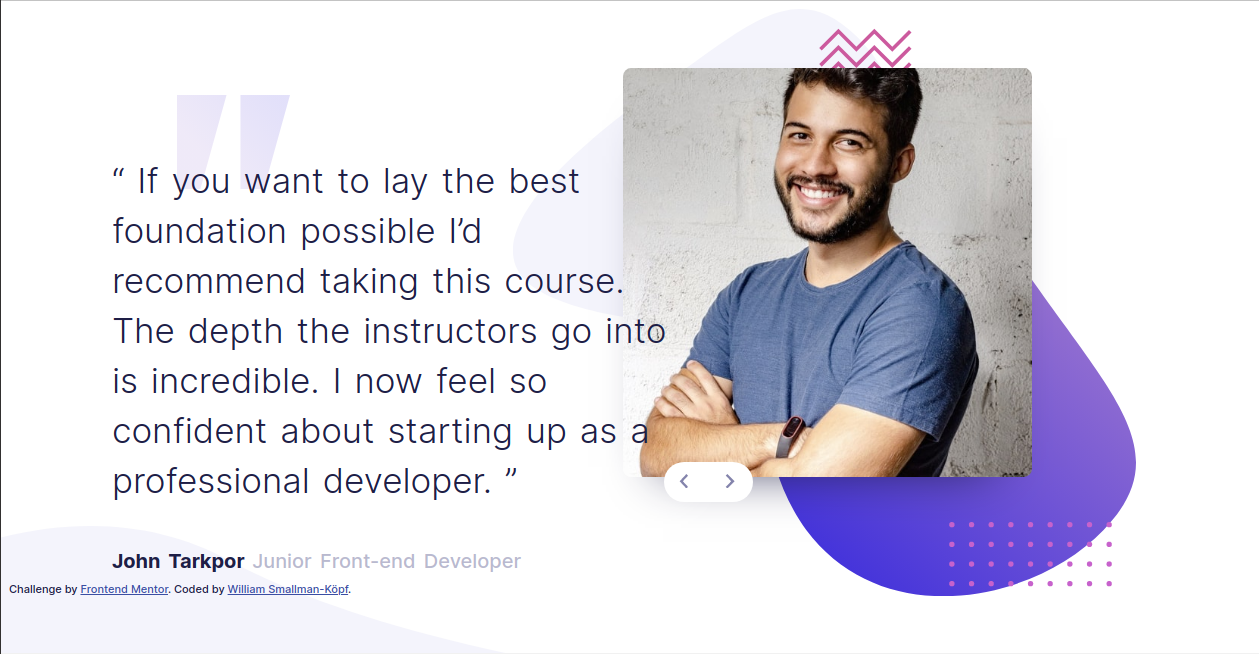 “ If you want to lay the best
foundation possible I’d
recommend taking this course.
The depth the instructors go into
is incredible. I now feel so
confident about starting up as a
professional developer. ”
John Tarkpor Junior Front-end Developer
Challenge by Frontend Mentor. Coded by William Smallman-Köpf.